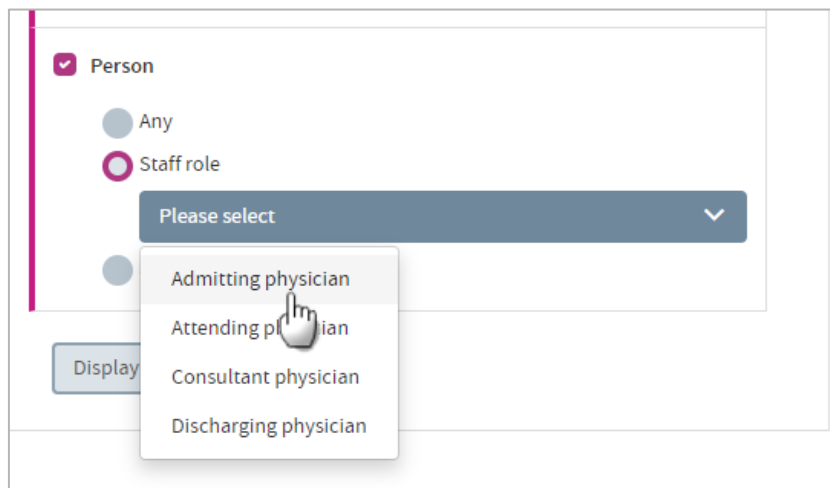 Person
Any
Staff role
Please select
Admitting physician
Attending
Consultant physician
Discharging physician
Display